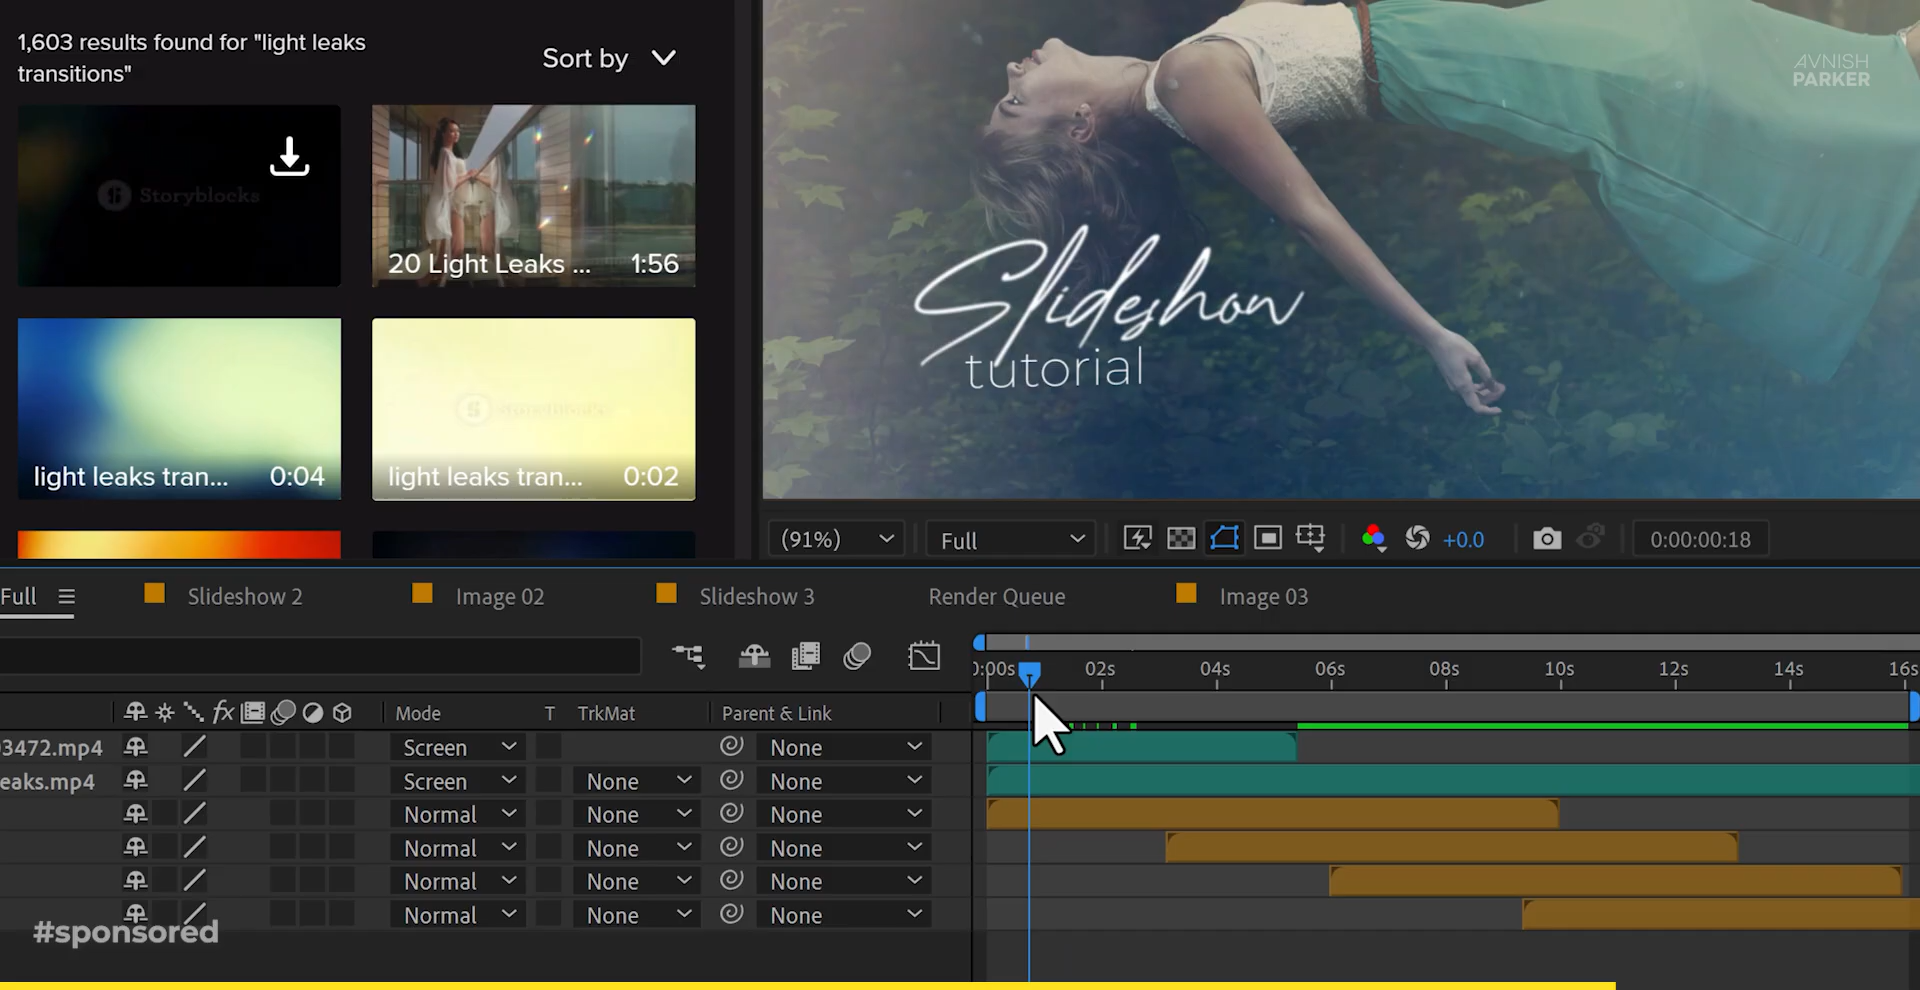 1,603 results found for "light leaks
transitions"
Sort by
Storyblocks
20 Light Leaks ... 1:56
light leaks tran... 0:04
Storyblocks
light leaks tran... 0:02
AVNISH
PARKER
Slideshow
tutorial
(91%) Full +0.0 0:00:00:18
Full Slideshow 2 Image 02 Slideshow 3 Render Queue Image 03
:00s 02s 04s 06s 08s 10s 12s 14s 16s
fx Mode T TrkMat Parent & Link
3472.mp4 Screen None
eaks.mp4 Screen None None
Normal None None
Normal None None
Normal None None
Normal None None
#sponsored